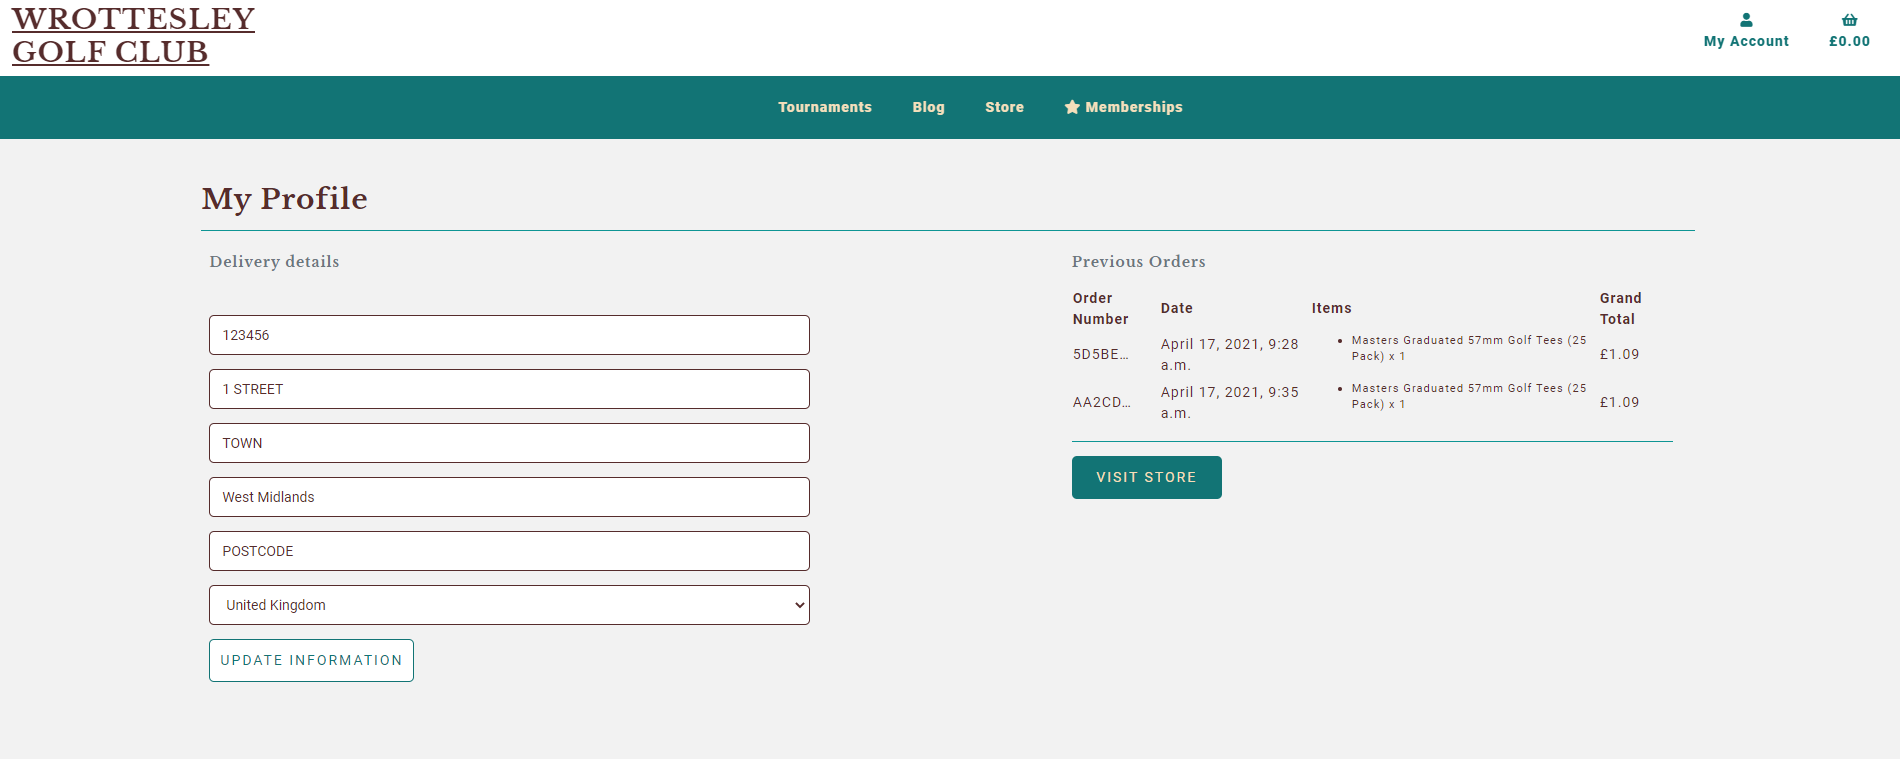 WROTTESLEY
GOLF CLUB
My Account
£0.00
Tournaments Blog Store Memberships
My Profile
Delivery details
123456
1 STREET
TOWN
West Midlands
POSTCODE
United Kingdom
UPDATE INFORMATION
Previous Orders
Order Number Date Items Grand Total
5D5BE... April 17, 2021, 9:28 a.m. Masters Graduated 57mm Golf Tees (25 Pack) x 1 £1.09
AA2CD... April 17, 2021, 9:35 a.m. Masters Graduated 57mm Golf Tees (25 Pack) x 1 £1.09
VISIT STORE